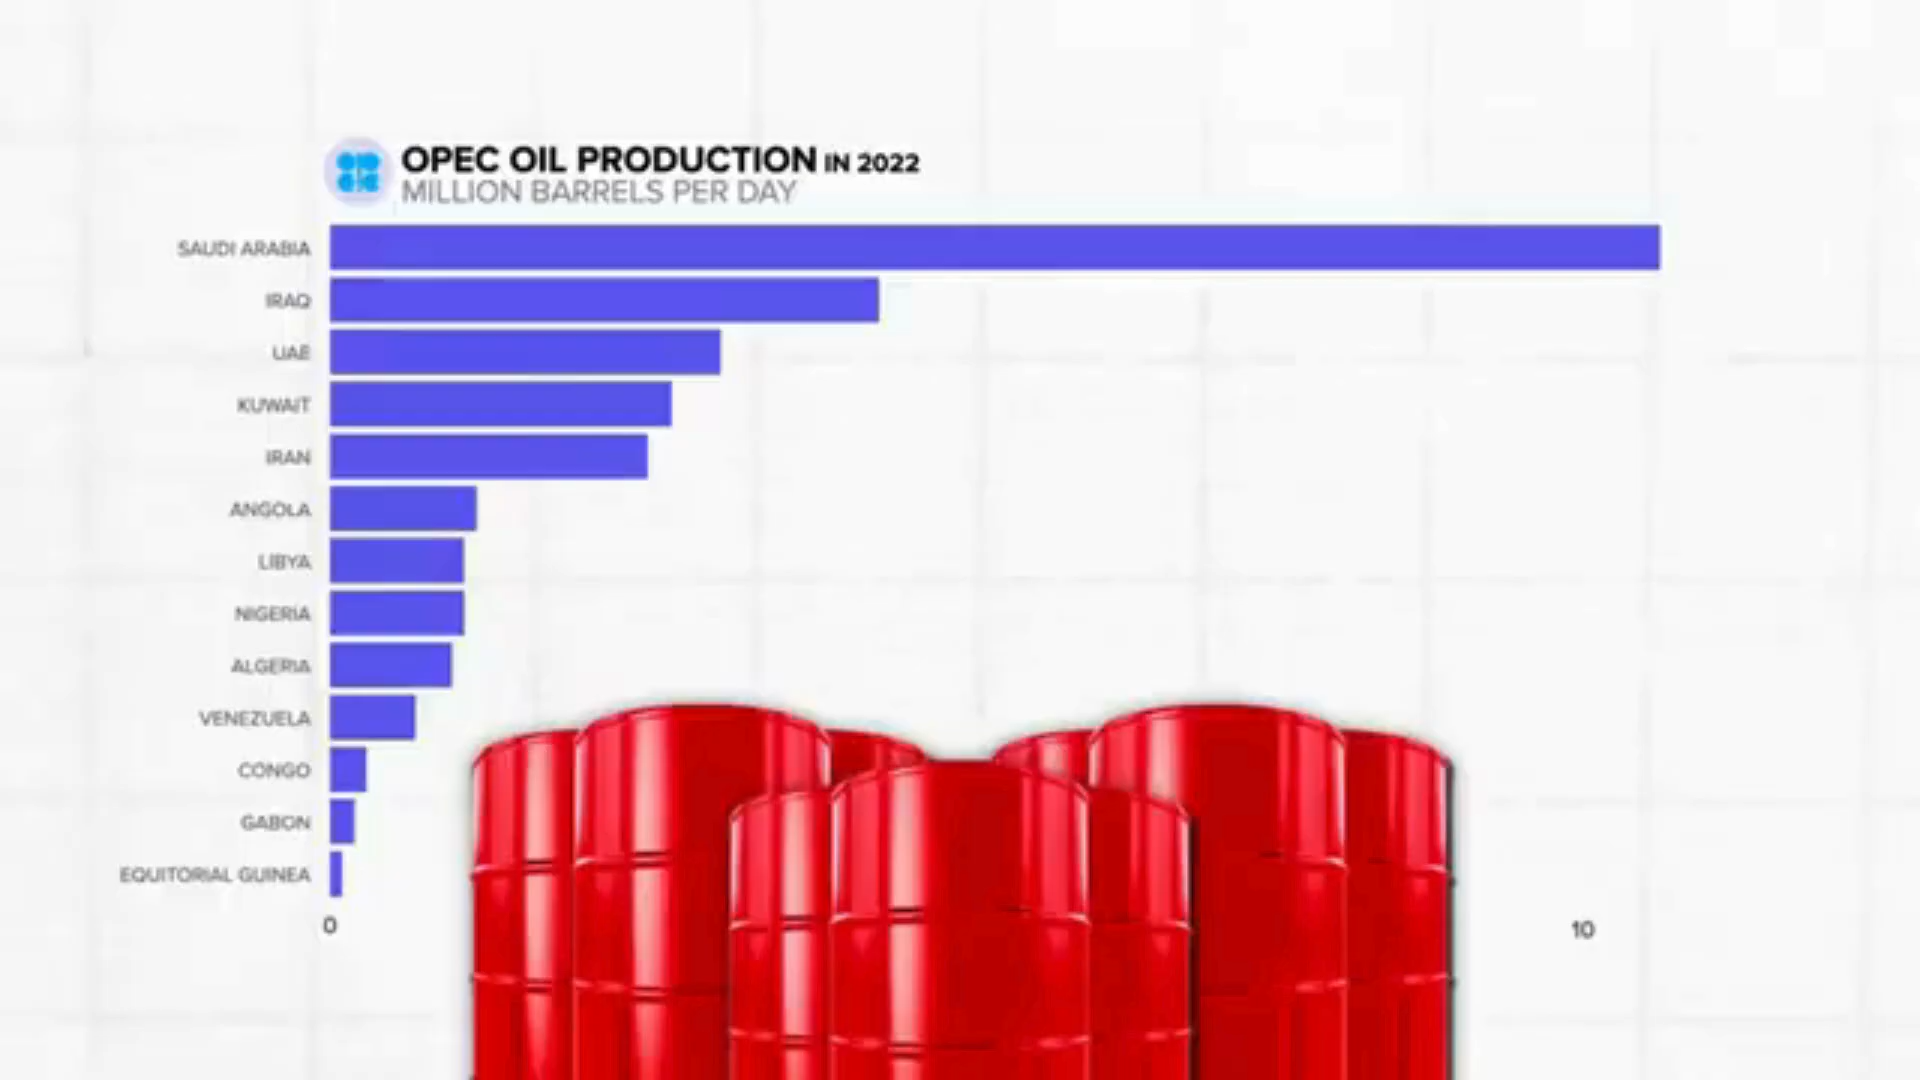 OPEC OIL PRODUCTION IN 2022
MILLION BARRELS PER DAY
SAUDI ARABIA
IRAQ
UAE
KUWAIT
IRAN
ANGOLA
LIBYA
NIGERIA
ALGERIA
VENEZUELA
CONGO
GABON
EQUITORIAL GUINEA
0
10